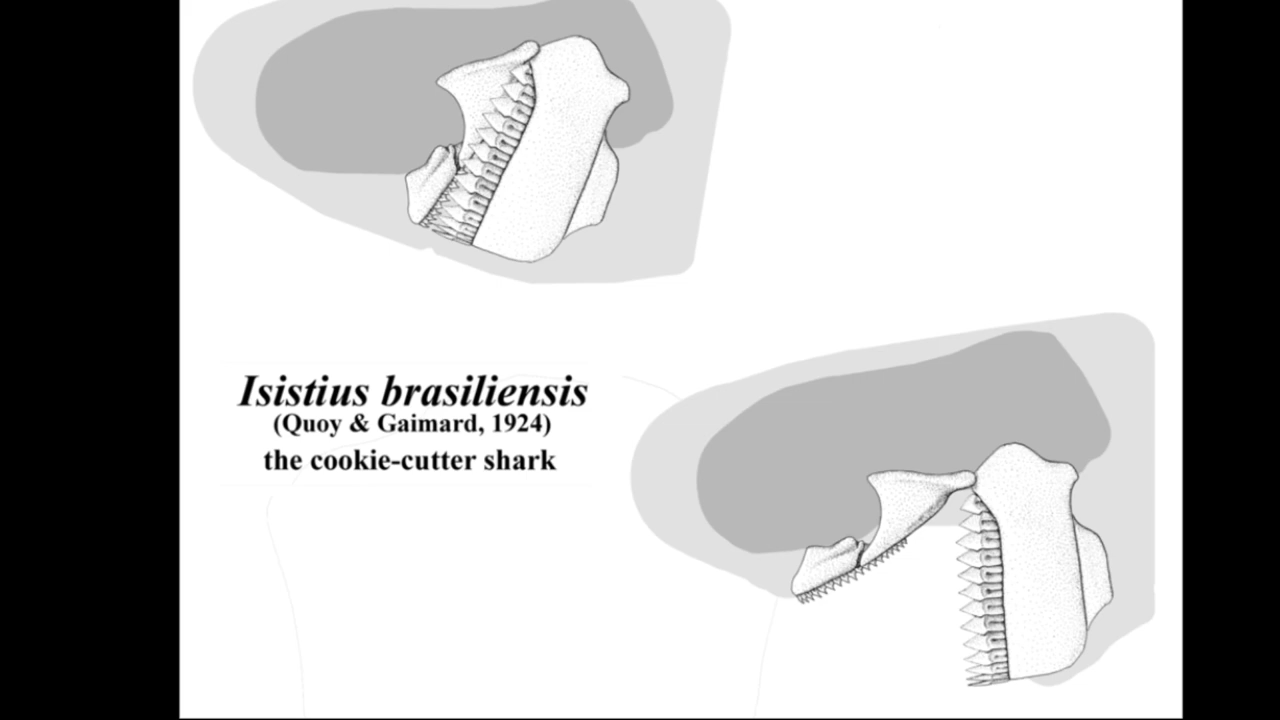 Isistius brasiliensis
(Quoy & Gaimard, 1924)
the cookie-cutter shark